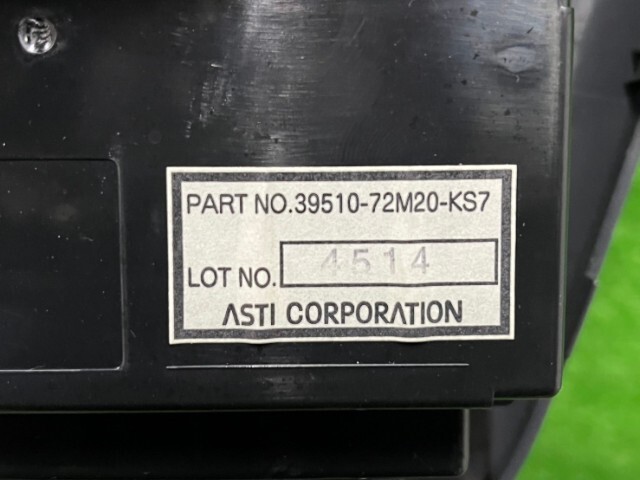 PART NO.39510-72M20-KS7
LOT NO. 4514
ASTI CORPORATION